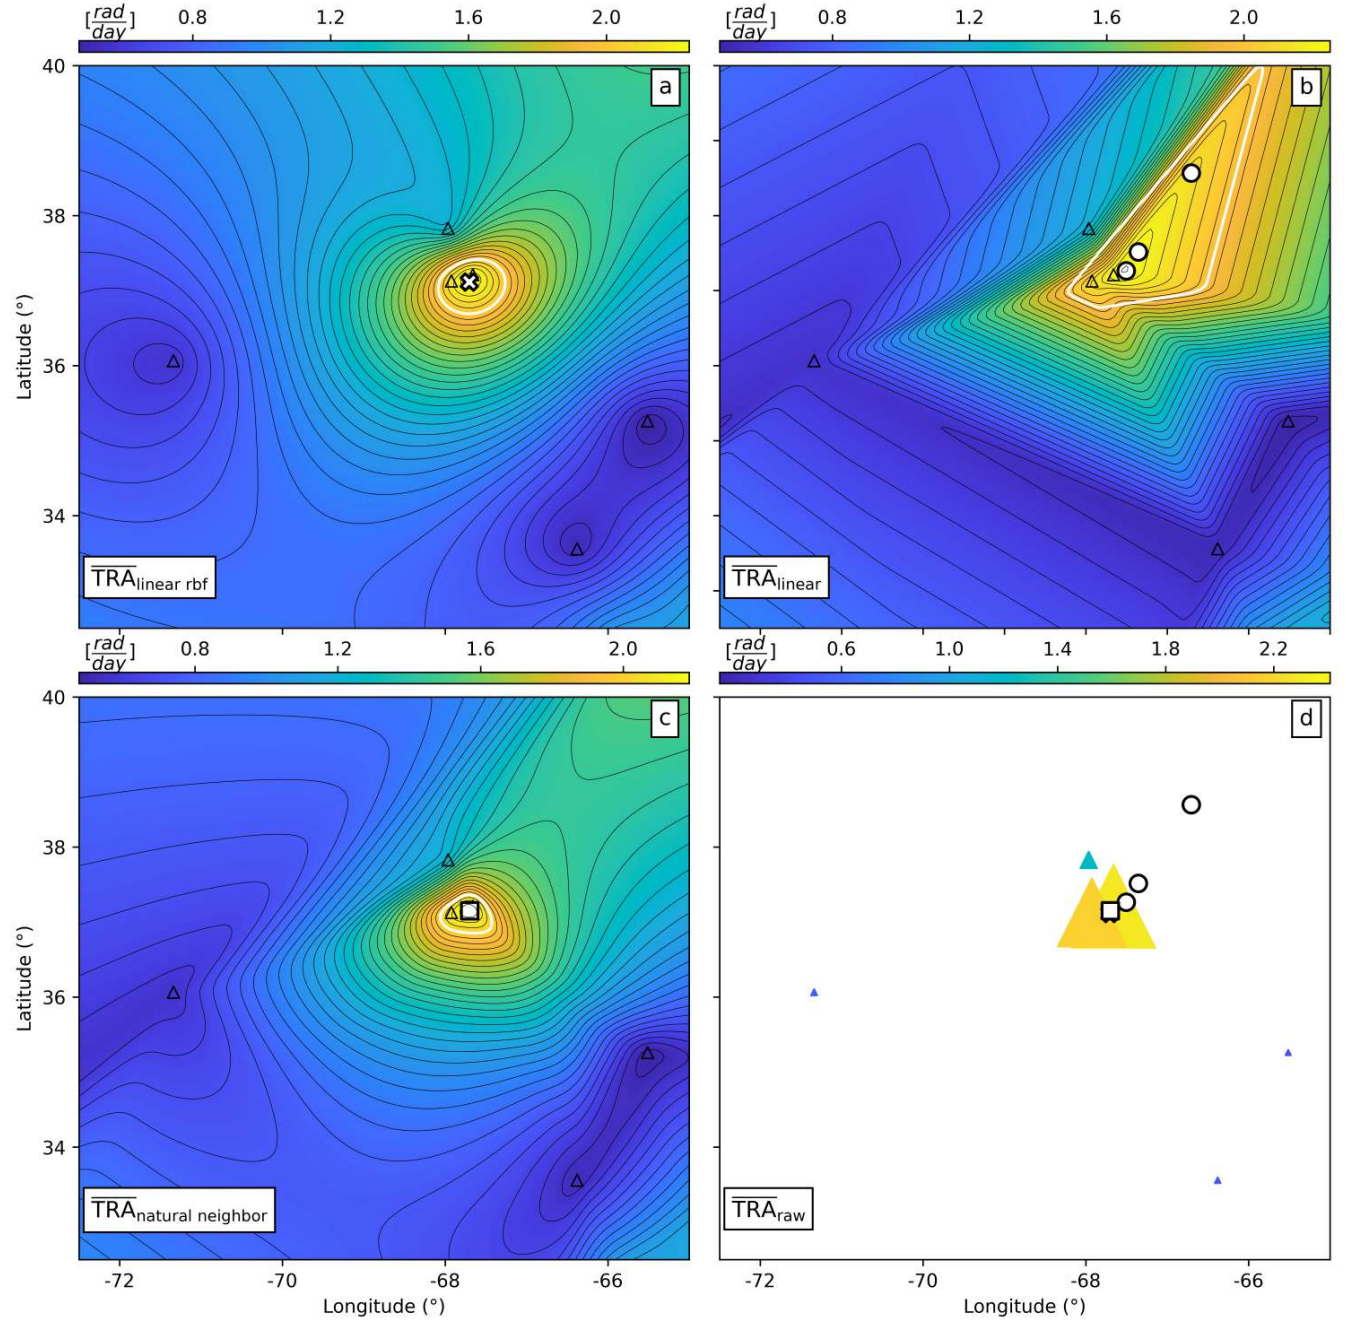 [rad/day] 0.8 1.2 1.6 2.0
[rad/day] 0.8 1.2 1.6 2.0
40
38
36
34
Latitude (°)
a
b
TRA linear rbf
TRA linear
[rad/day] 0.8 1.2 1.6 2.0
[rad/day] 0.6 1.0 1.4 1.8 2.2
40
38
36
34
Latitude (°)
c
d
TRA natural neighbor
TRA raw
-72 -70 -68 -66
-72 -70 -68 -66
Longitude (°)
Longitude (°)